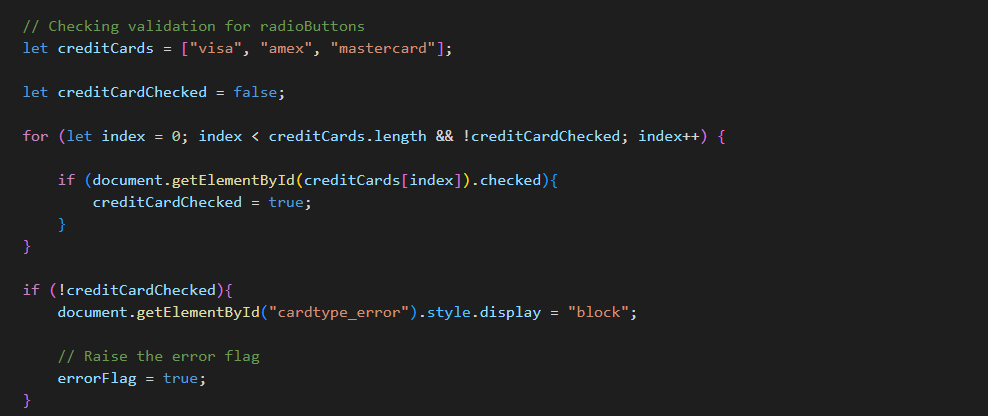 // Checking validation for radioButtons
let creditCards = ["visa", "amex", "mastercard"];
let creditCardChecked = false;
for (let index = 0; index < creditCards.length && !creditCardChecked; index++) {
if (document.getElementById(creditCards[index]).checked){
creditCardChecked = true;
}
}
if (!creditCardChecked){
document.getElementById("cardtype_error").style.display = "block";
// Raise the error flag
errorFlag = true;
}